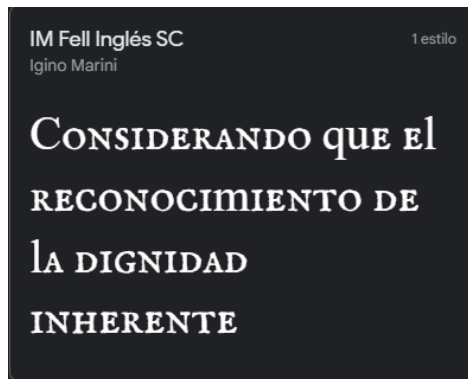 IM Fell Inglés SC
1 estilo
Igino Marini
Considerando que el
reconocimiento de
la dignidad
inherente